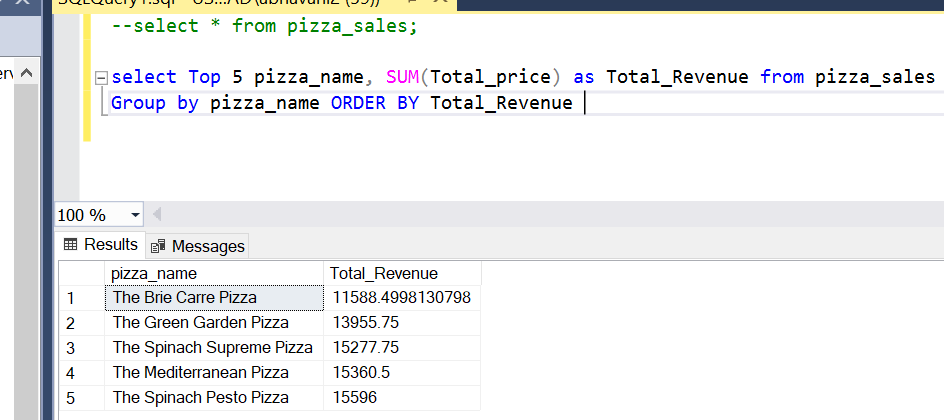 --select * from pizza_sales;
select Top 5 pizza_name, SUM(Total_price) as Total_Revenue from pizza_sales
Group by pizza_name ORDER BY Total_Revenue
100 %
Results Messages
pizza_name Total_Revenue
1 The Brie Carre Pizza 11588.4998130798
2 The Green Garden Pizza 13955.75
3 The Spinach Supreme Pizza 15277.75
4 The Mediterranean Pizza 15360.5
5 The Spinach Pesto Pizza 15596